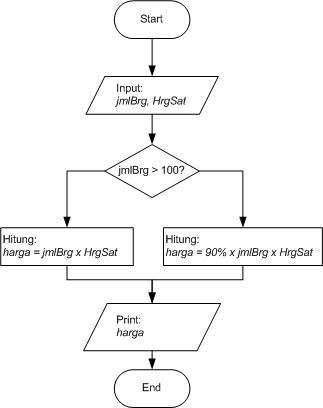 Start
Input:
jmlBrg, HrgSat
jmlBrg > 100?
Hitung:
harga = jmlBrg x HrgSat
Hitung:
harga = 90% x jmlBrg x HrgSat
Print:
harga
End